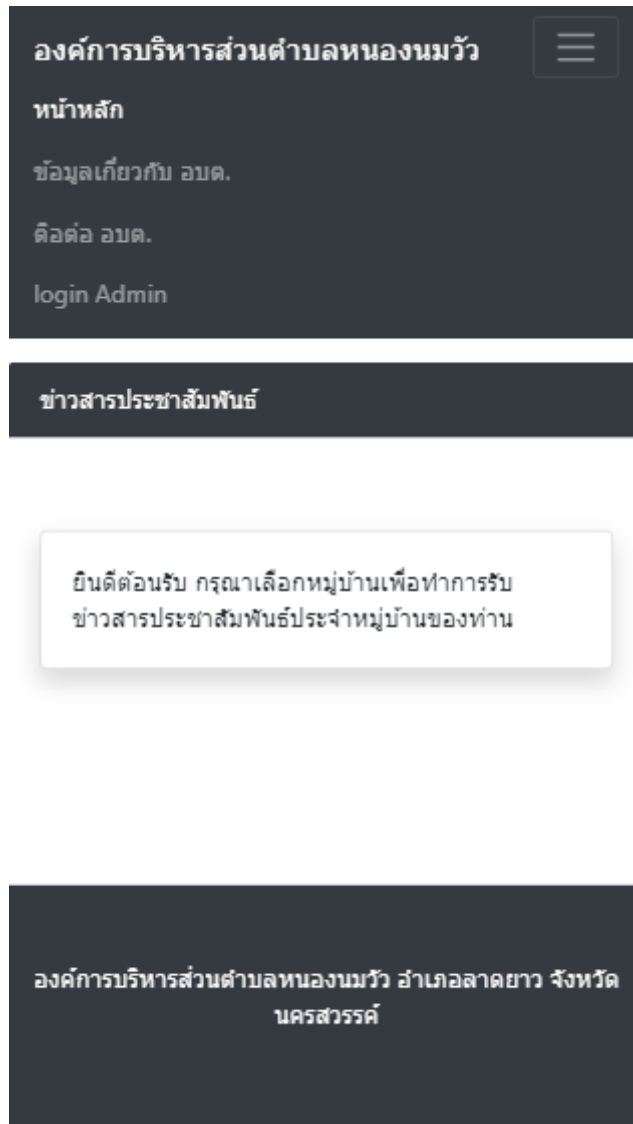 องค์การบริหารส่วนตำบลหนองนมวัว
หน้าหลัก
ข้อมูลเกี่ยวกับ อบต.
ติอต่อ อบต.
login Admin
ข่าวสารประชาสัมพันธ์
ยินดีต้อนรับ กรุณาเลือกหมู่บ้านเพื่อทำการรับ
ข่าวสารประชาสัมพันธ์ประจำหมู่บ้านของท่าน
องค์การบริหารส่วนตำบลหนองนมวัว อำเภอลาดยาว จังหวัด
นครสวรรค์